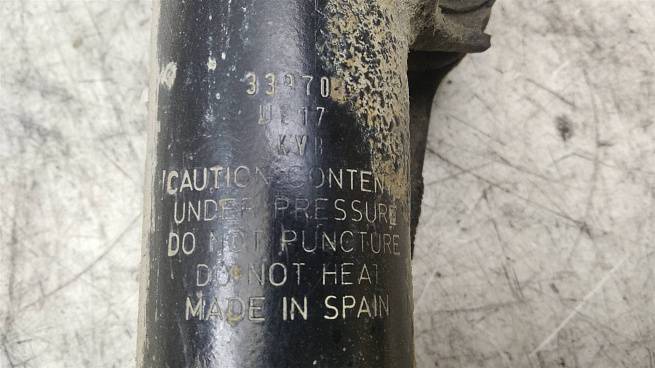 KYB
!CAUTION CONTENT
UNDER PRESSURE
DO NOT PUNCTURE
DO NOT HEAT
MADE IN SPAIN